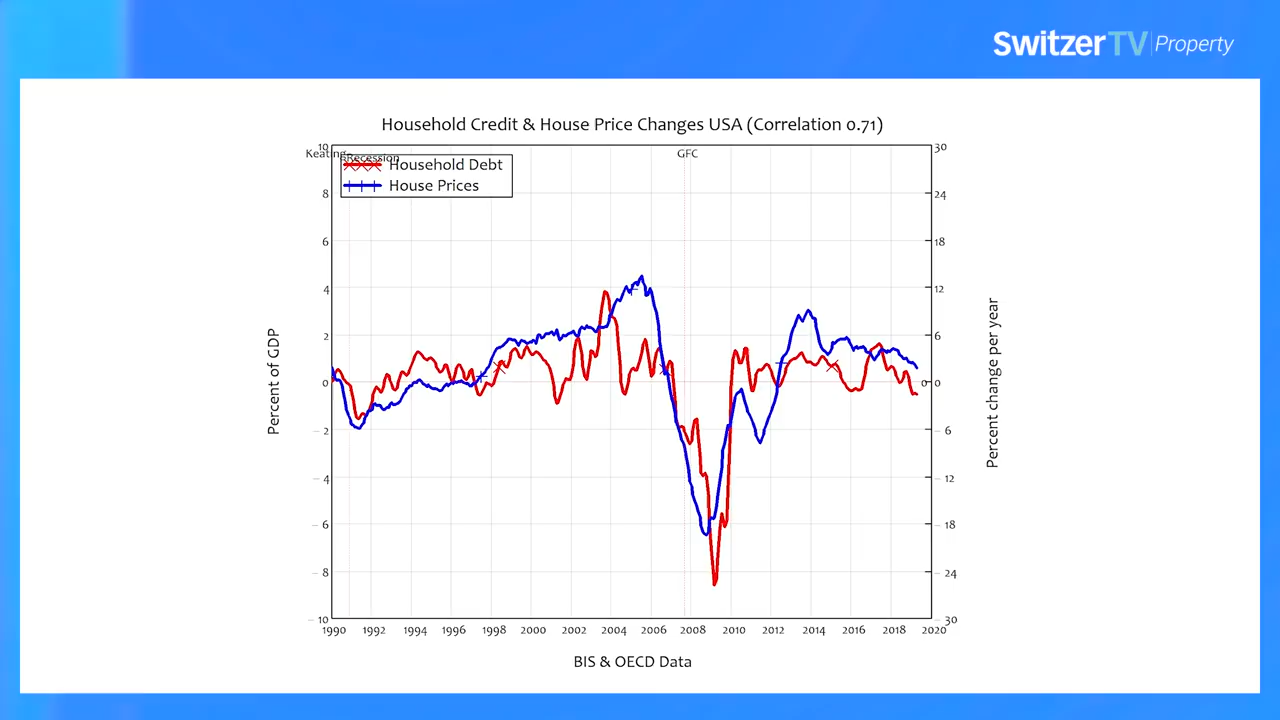 SwitzerTV Property
Household Credit & House Price Changes USA (Correlation 0.71)
Keating Recession
GFC
Household Debt
House Prices
10
8
6
4
2
0
– 2
– 4
– 6
– 8
– 10
30
24
18
12
6
0
– 6
– 12
– 18
– 24
– 30
Percent of GDP
Percent change per year
1990 1992 1994 1996 1998 2000 2002 2004 2006 2008 2010 2012 2014 2016 2018 2020
BIS & OECD Data